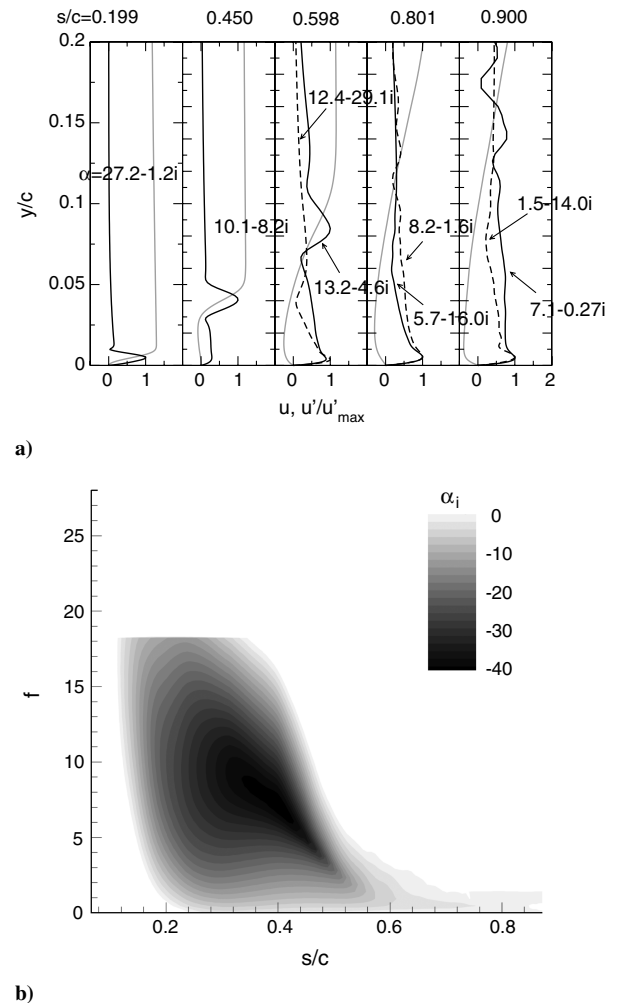 s/c=0.199 0.450 0.598 0.801 0.900
0.2
0.15
0.1
0.05
0
y/c
α=27.2-1.2i
10.1-8.2i
12.4-29.1i
13.2-4.6i
8.2-1.6i
5.7-16.0i
1.5-14.0i
7.1-0.27i
0 1 0 1 0 1 0 1 0 1 2
u, u'/u'max
a)
αi
0
-10
-20
-30
-40
25
20
15
10
5
0
f
0.2 0.4 0.6 0.8
s/c
b)